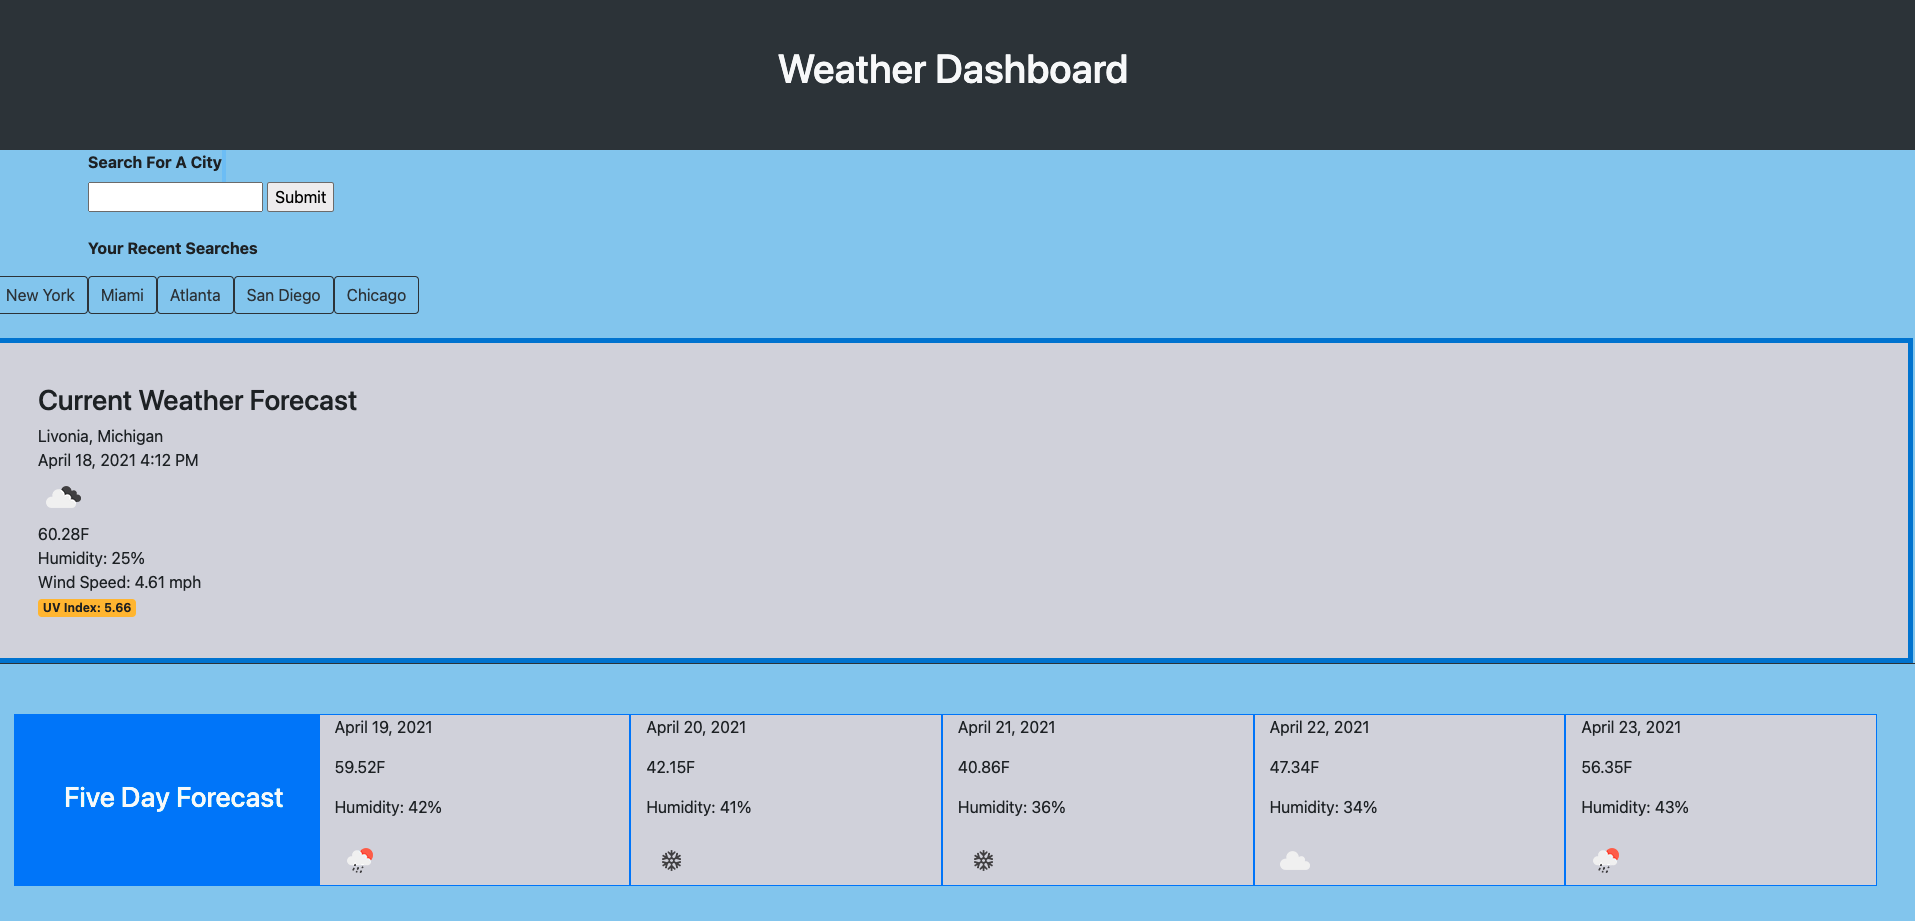 Weather Dashboard
Search For A City
Submit
Your Recent Searches
New York Miami Atlanta San Diego Chicago
Current Weather Forecast
Livonia, Michigan
April 18, 2021 4:12 PM
60.28F
Humidity: 25%
Wind Speed: 4.61 mph
UV Index: 5.66
Five Day Forecast
April 19, 2021
59.52F
Humidity: 42%
April 20, 2021
42.15F
Humidity: 41%
April 21, 2021
40.86F
Humidity: 36%
April 22, 2021
47.34F
Humidity: 34%
April 23, 2021
56.35F
Humidity: 43%